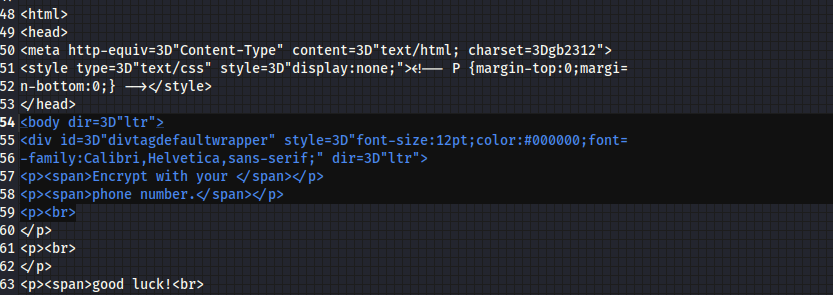 48 <html>
49 <head>
50 <meta http-equiv=3D"Content-Type" content=3D"text/html; charset=3Dgb2312">
51 <style type=3D"text/css" style=3D"display:none;"><!-- P {margin-top:0;margi=
52 n-bottom:0;} --></style>
53 </head>
54 <body dir=3D"ltr">
55 <div id=3D"divtagdefaultwrapper" style=3D"font-size:12pt;color:#000000;font=
56 -family:Calibri,Helvetica,sans-serif;" dir=3D"ltr">
57 <p><span>Encrypt with your </span></p>
58 <p><span>phone number.</span></p>
59 <p><br>
60 </p>
61 <p><br>
62 </p>
63 <p><span>good luck!<br>